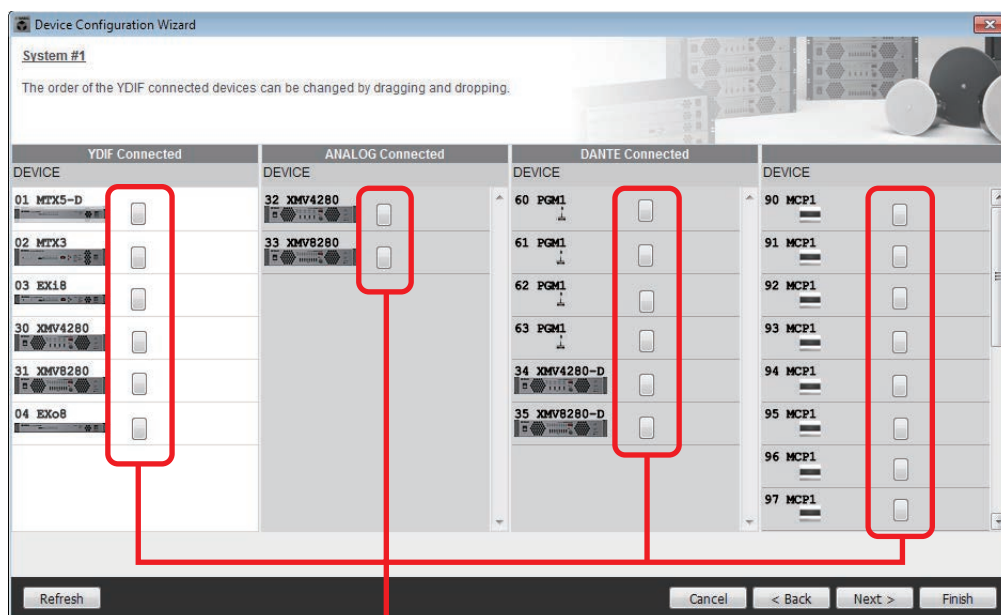 Device Configuration Wizard
System #1
The order of the YDIF connected devices can be changed by dragging and dropping.
YDIF Connected
DEVICE
01 MTX5-D
02 MTX3
03 EXi8
30 XMV4280
31 XMV8280
04 EXo8
ANALOG Connected
DEVICE
32 XMV4280
33 XMV8280
DANTE Connected
DEVICE
60 PGM1
61 PGM1
62 PGM1
63 PGM1
34 XMV4280-D
35 XMV8280-D
DEVICE
90 MCP1
91 MCP1
92 MCP1
93 MCP1
94 MCP1
95 MCP1
96 MCP1
97 MCP1
Refresh
Cancel
< Back
Next >
Finish